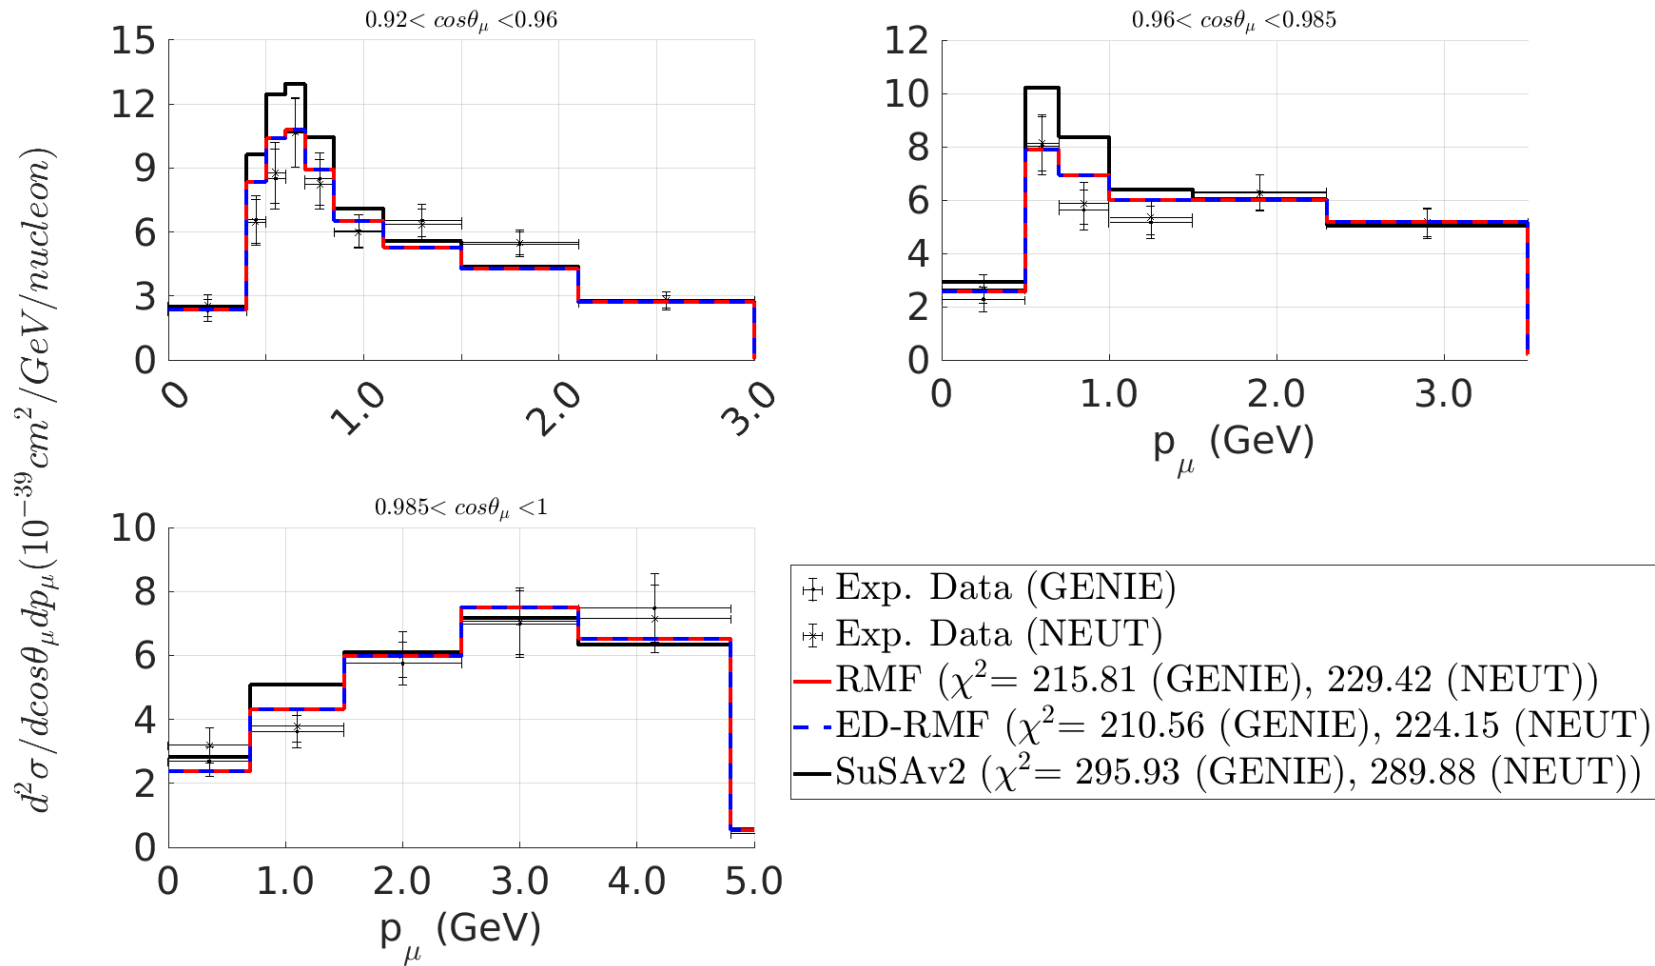 0.92< cosθμ <0.96
15
12
9
6
3
0
0 1.0 2.0 3.0
0.96< cosθμ <0.985
12
10
8
6
4
2
0
0 1.0 2.0 3.0
pμ (GeV)
d²σ/dcosθμdpμ(10⁻³⁹cm²/GeV/nucleon)
0.985< cosθμ <1
10
8
6
4
2
0
0 1.0 2.0 3.0 4.0 5.0
pμ (GeV)
Exp. Data (GENIE)
Exp. Data (NEUT)
RMF (χ²= 215.81 (GENIE), 229.42 (NEUT))
ED-RMF (χ²= 210.56 (GENIE), 224.15 (NEUT)
SuSAv2 (χ²= 295.93 (GENIE), 289.88 (NEUT))